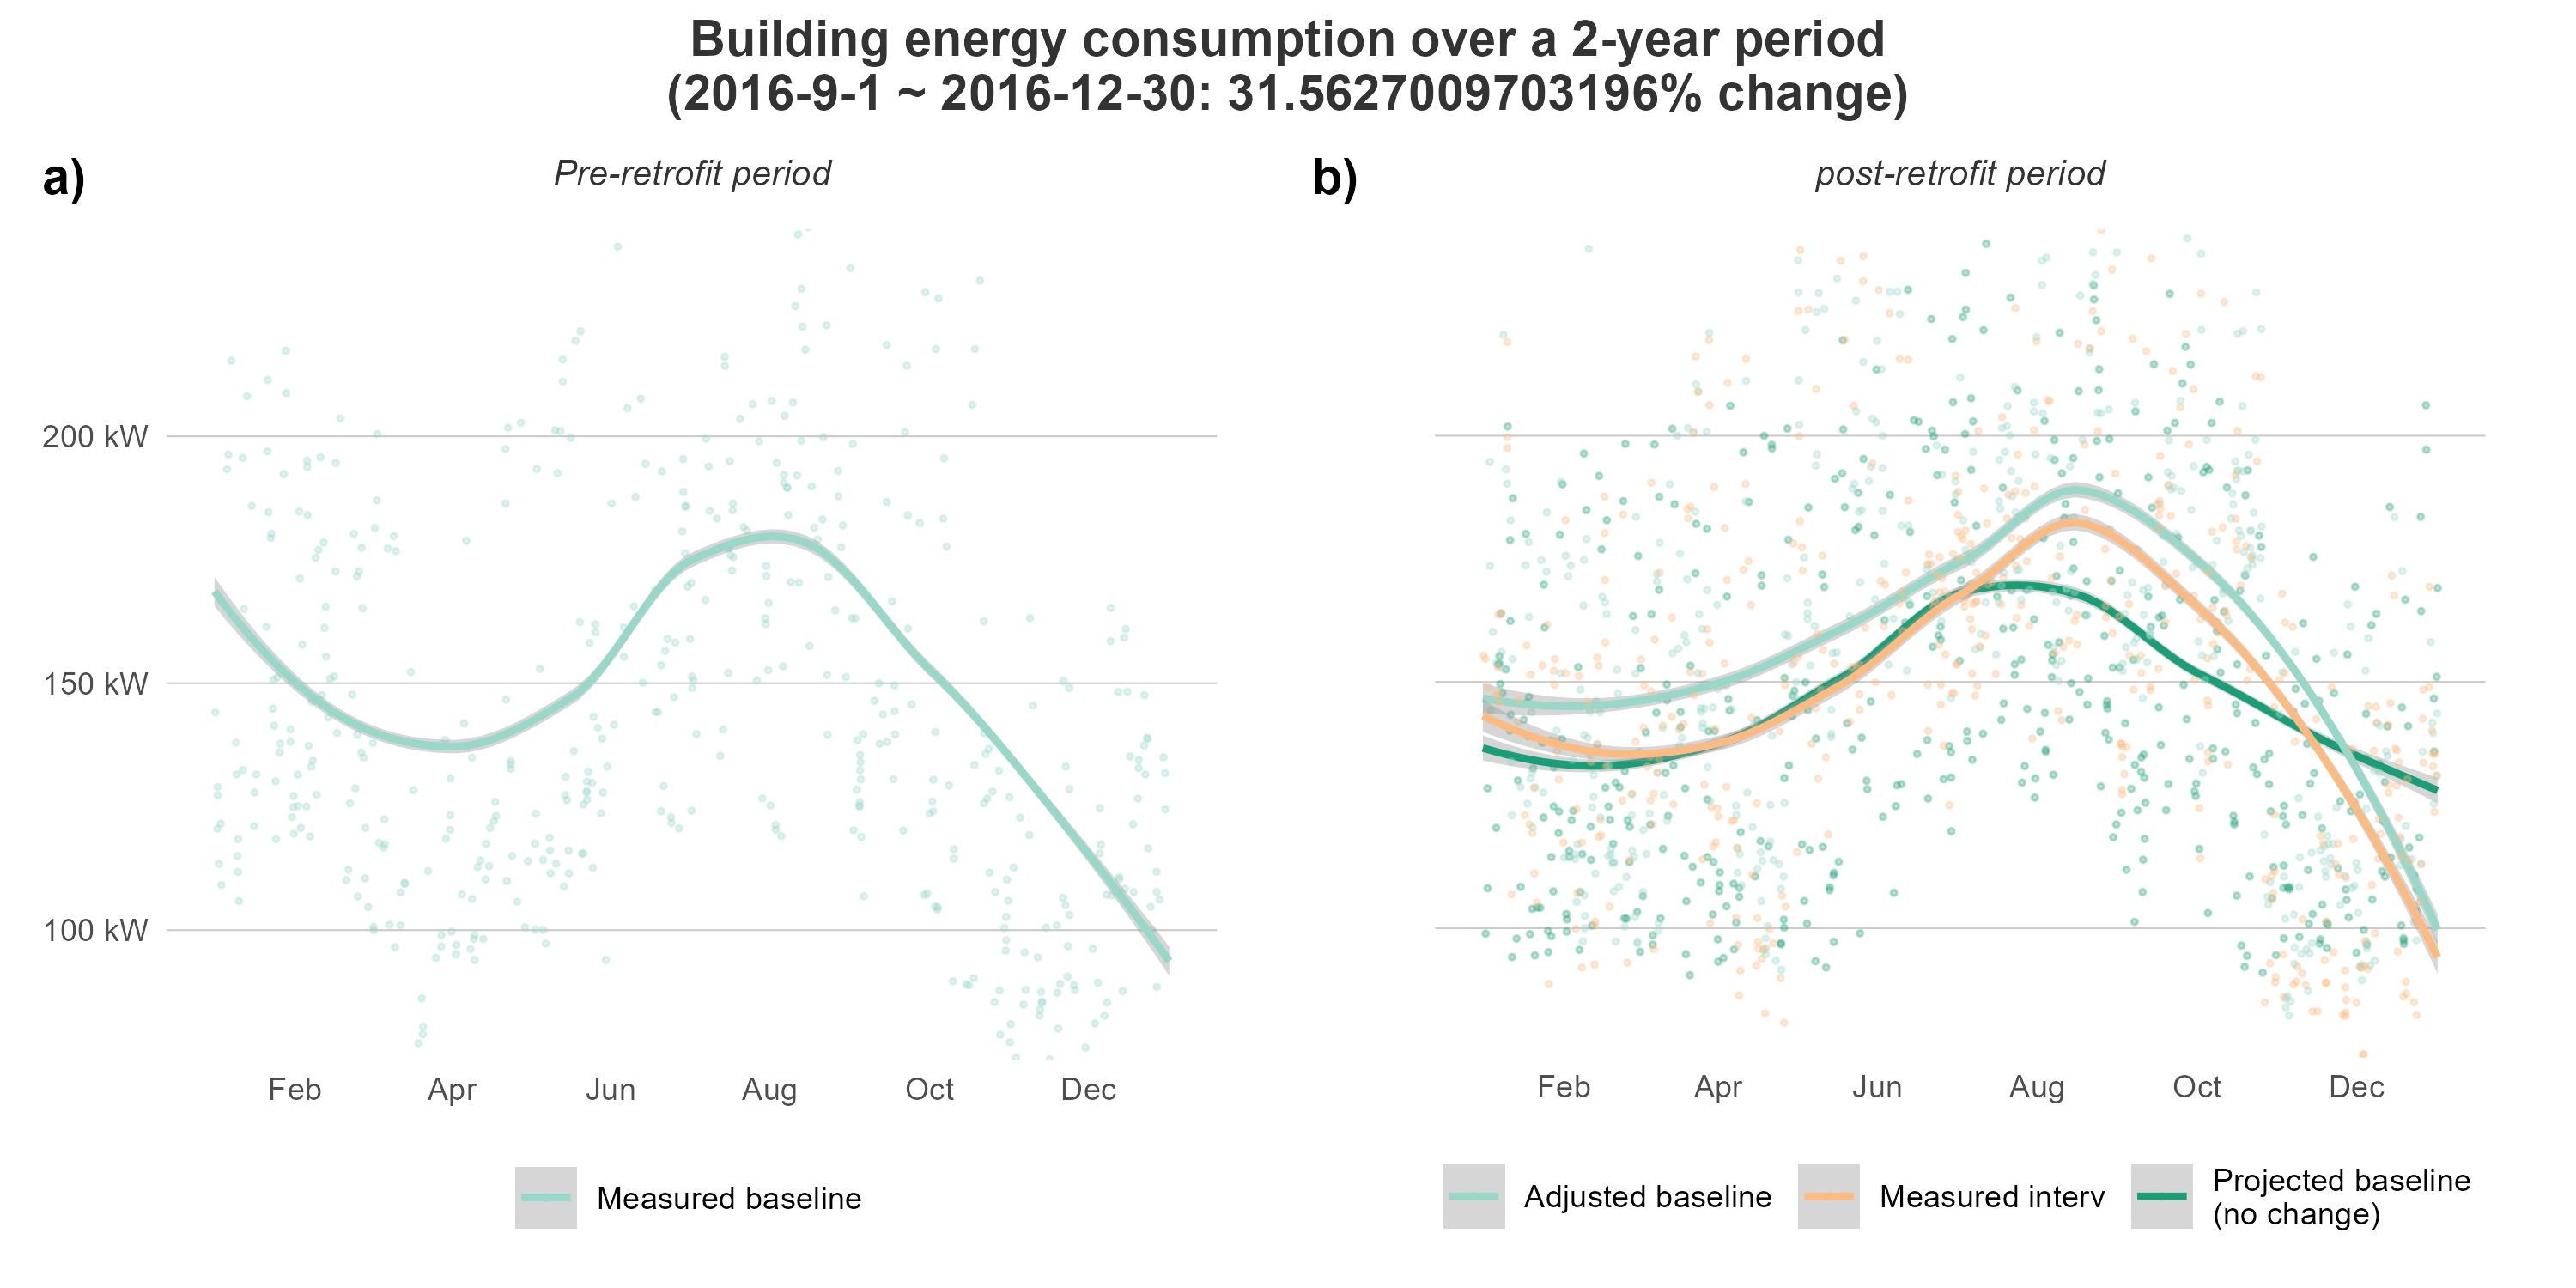 Building energy consumption over a 2-year period
(2016-9-1 ~ 2016-12-30: 31.5627009703196% change)
a)
Pre-retrofit period
200 kW
150 kW
100 kW
Feb Apr Jun Aug Oct Dec
Measured baseline
b)
post-retrofit period
Feb Apr Jun Aug Oct Dec
Adjusted baseline
Measured interv
Projected baseline
(no change)